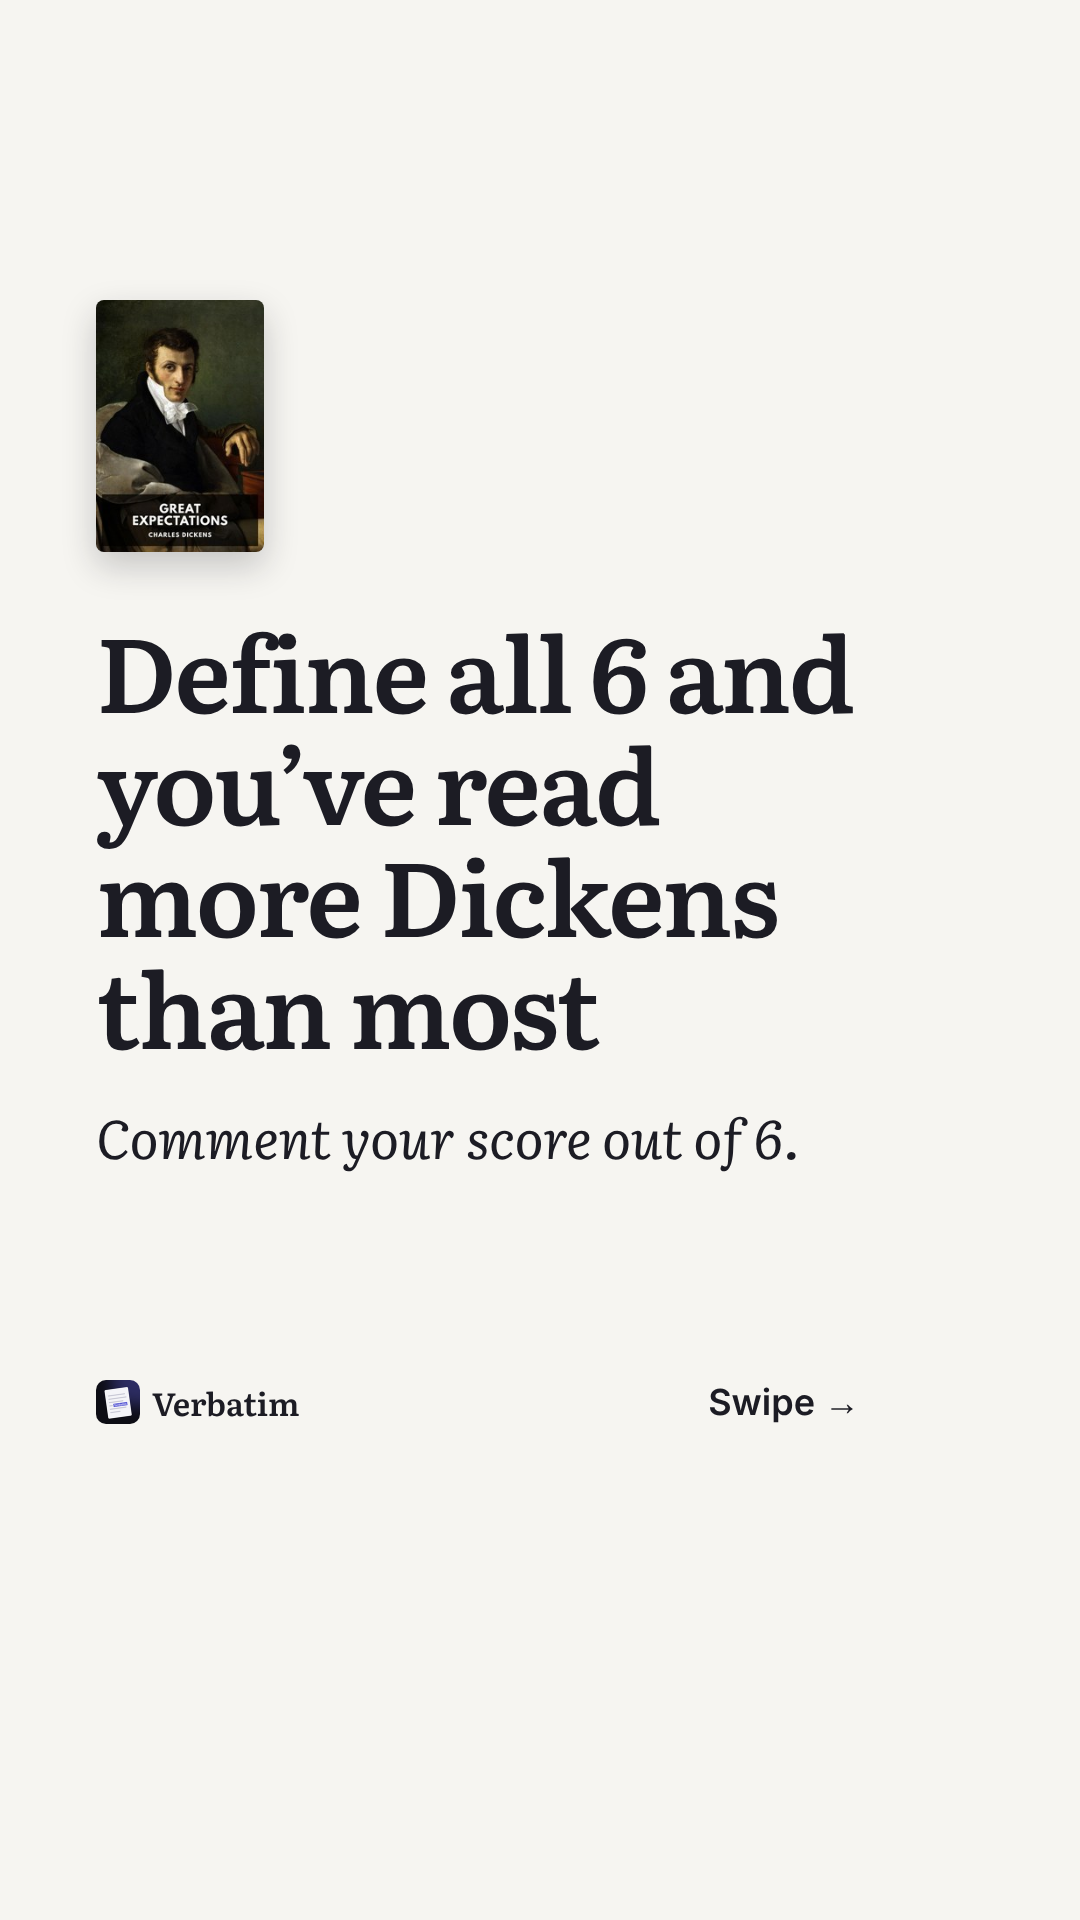 GREAT
EXPECTATIONS
CHARLES DICKENS
Define all 6 and
you’ve read
more Dickens
than most
Comment your score out of 6.
Verbatim
Swipe →